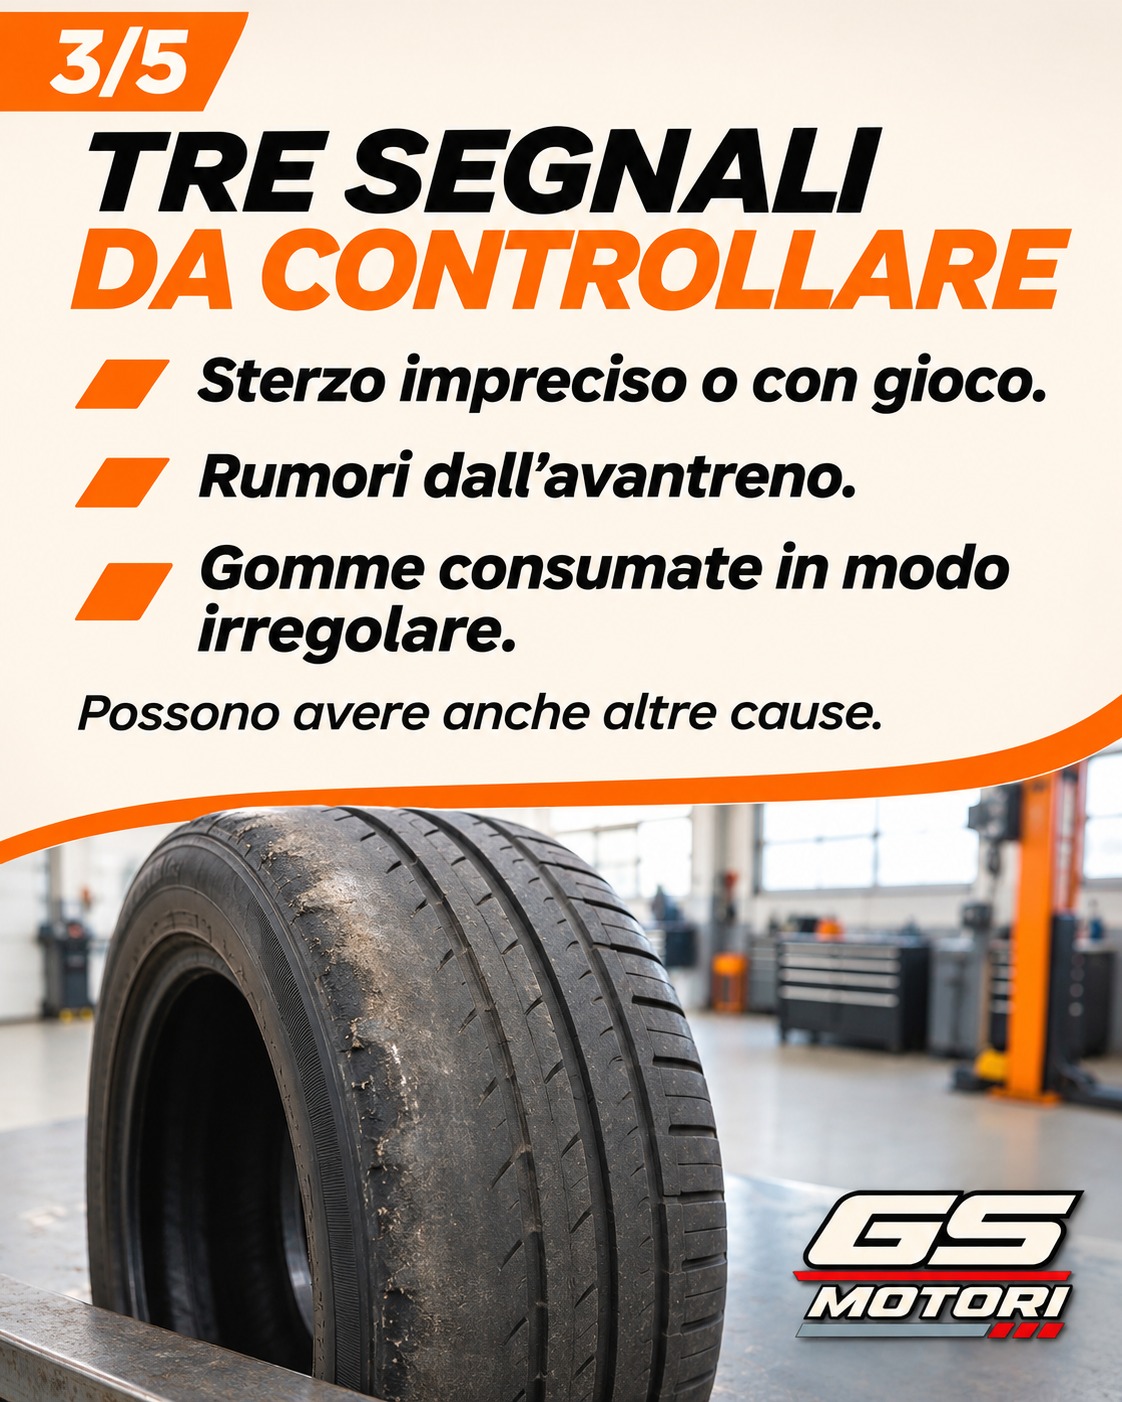 3/5
TRE SEGNALI
DA CONTROLLARE
Sterzo impreciso o con gioco.
Rumori dall’avantreno.
Gomme consumate in modo
irregolare.
Possono avere anche altre cause.
GS
MOTORI